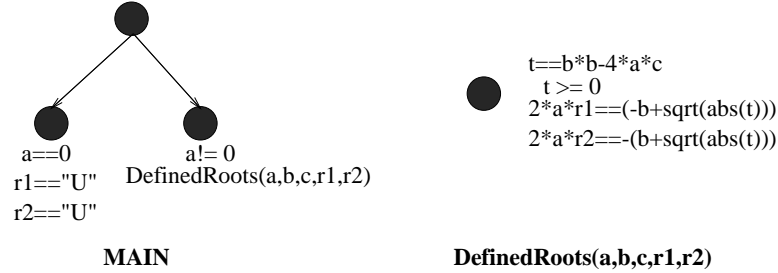 a==0
r1=="U"
r2=="U"
a!= 0
DefinedRoots(a,b,c,r1,r2)
MAIN
t==b*b-4*a*c
t >= 0
2*a*r1==(-b+sqrt(abs(t)))
2*a*r2==-(b+sqrt(abs(t)))
DefinedRoots(a,b,c,r1,r2)